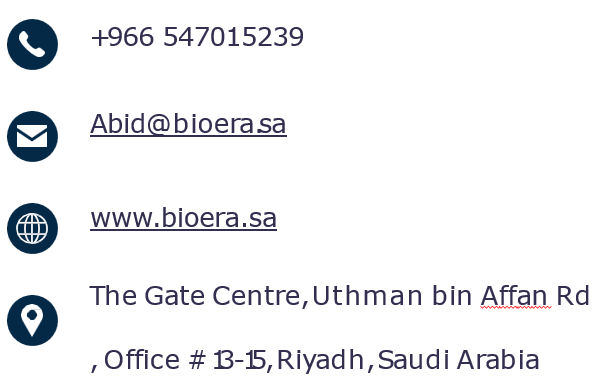 +966 547015239
Abid@bioera.sa
www.bioera.sa
The Gate Centre, Uthman bin Affan Rd
, Office # 13-15, Riyadh, Saudi Arabia